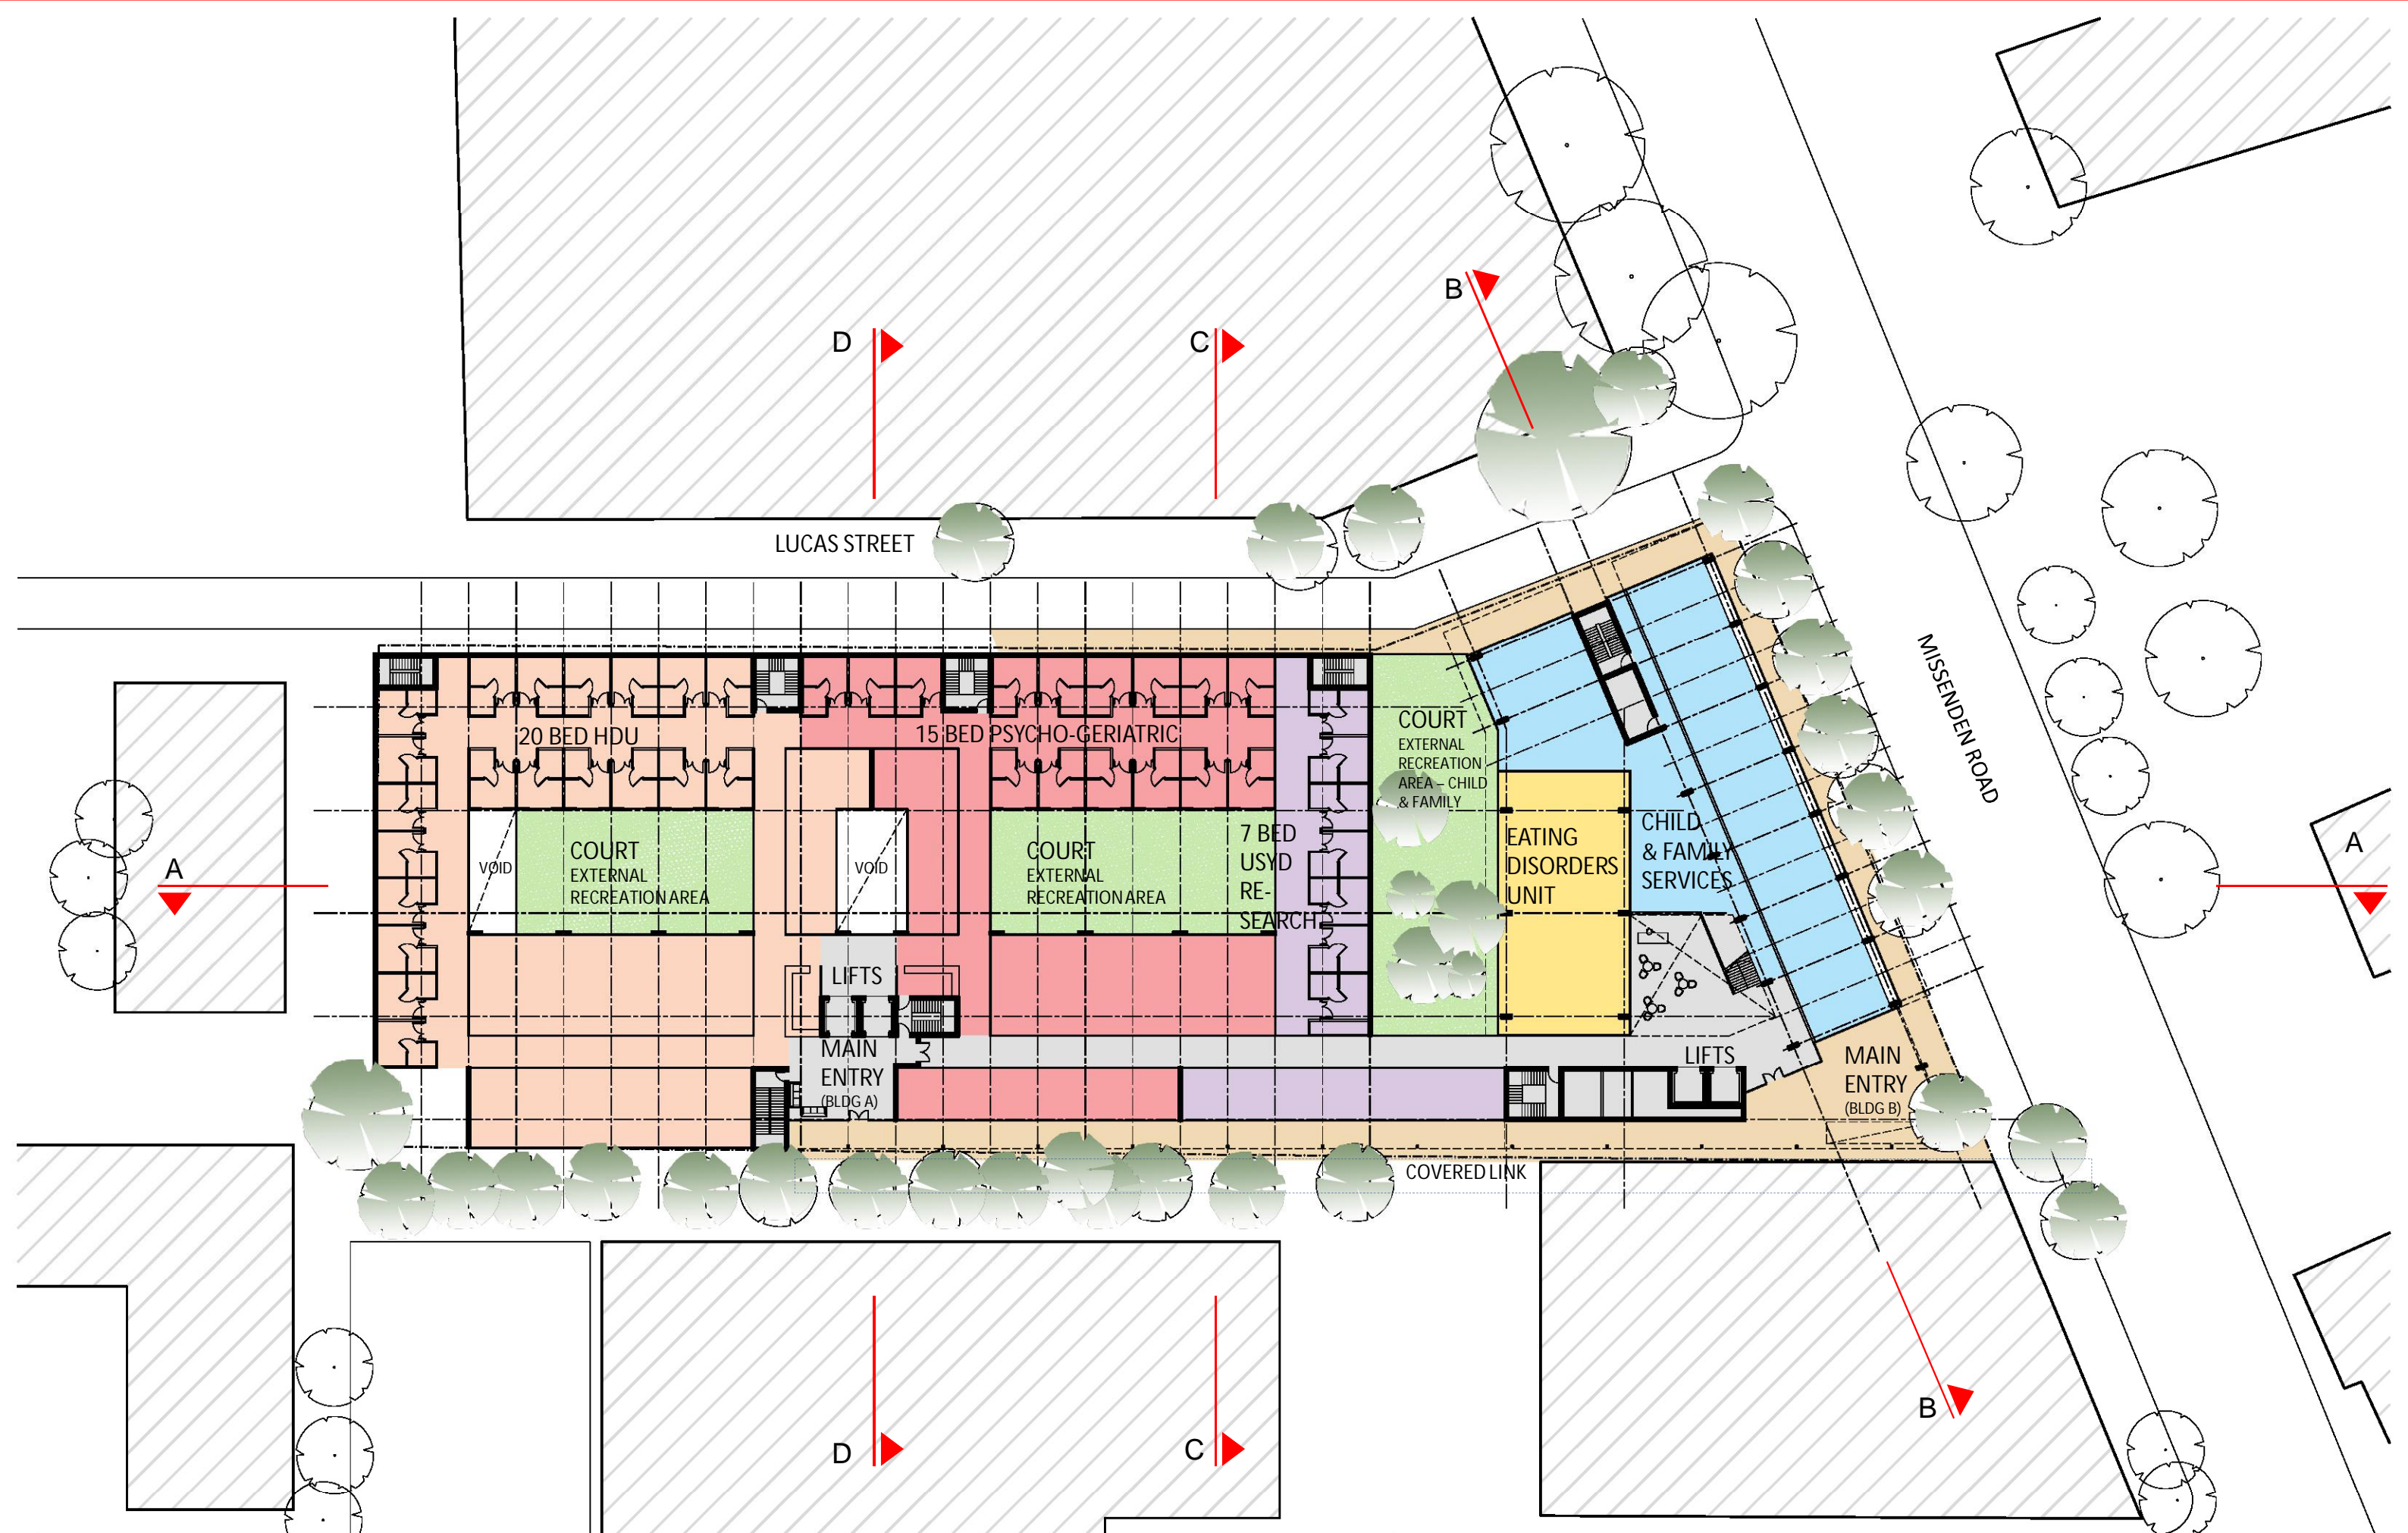 B
D
C
LUCAS STREET
MISSENDEN ROAD
20 BED HDU
15 BED PSYCHO-GERIATRIC
COURT
EXTERNAL
RECREATION
AREA – CHILD
& FAMILY
A
VOID
COURT
EXTERNAL
RECREATION AREA
VOID
COURT
EXTERNAL
RECREATION AREA
7 BED
USYD
RE-
SEARCH
EATING
DISORDERS
UNIT
CHILD
& FAMILY
SERVICES
A
LIFTS
MAIN
ENTRY
(BLDG A)
LIFTS
MAIN
ENTRY
(BLDG B)
COVERED LINK
B
D
C